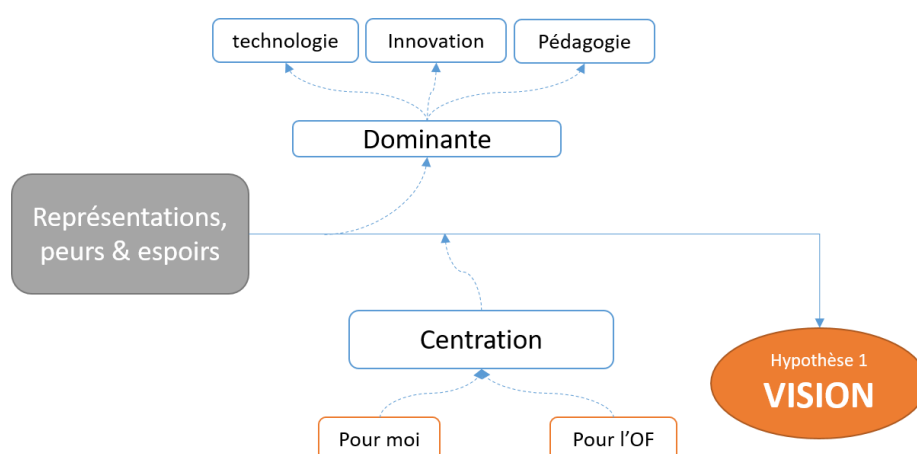 technologie
Innovation
Pédagogie
Dominante
Représentations,
peurs & espoirs
Centration
Hypothèse 1
VISION
Pour moi
Pour l'OF